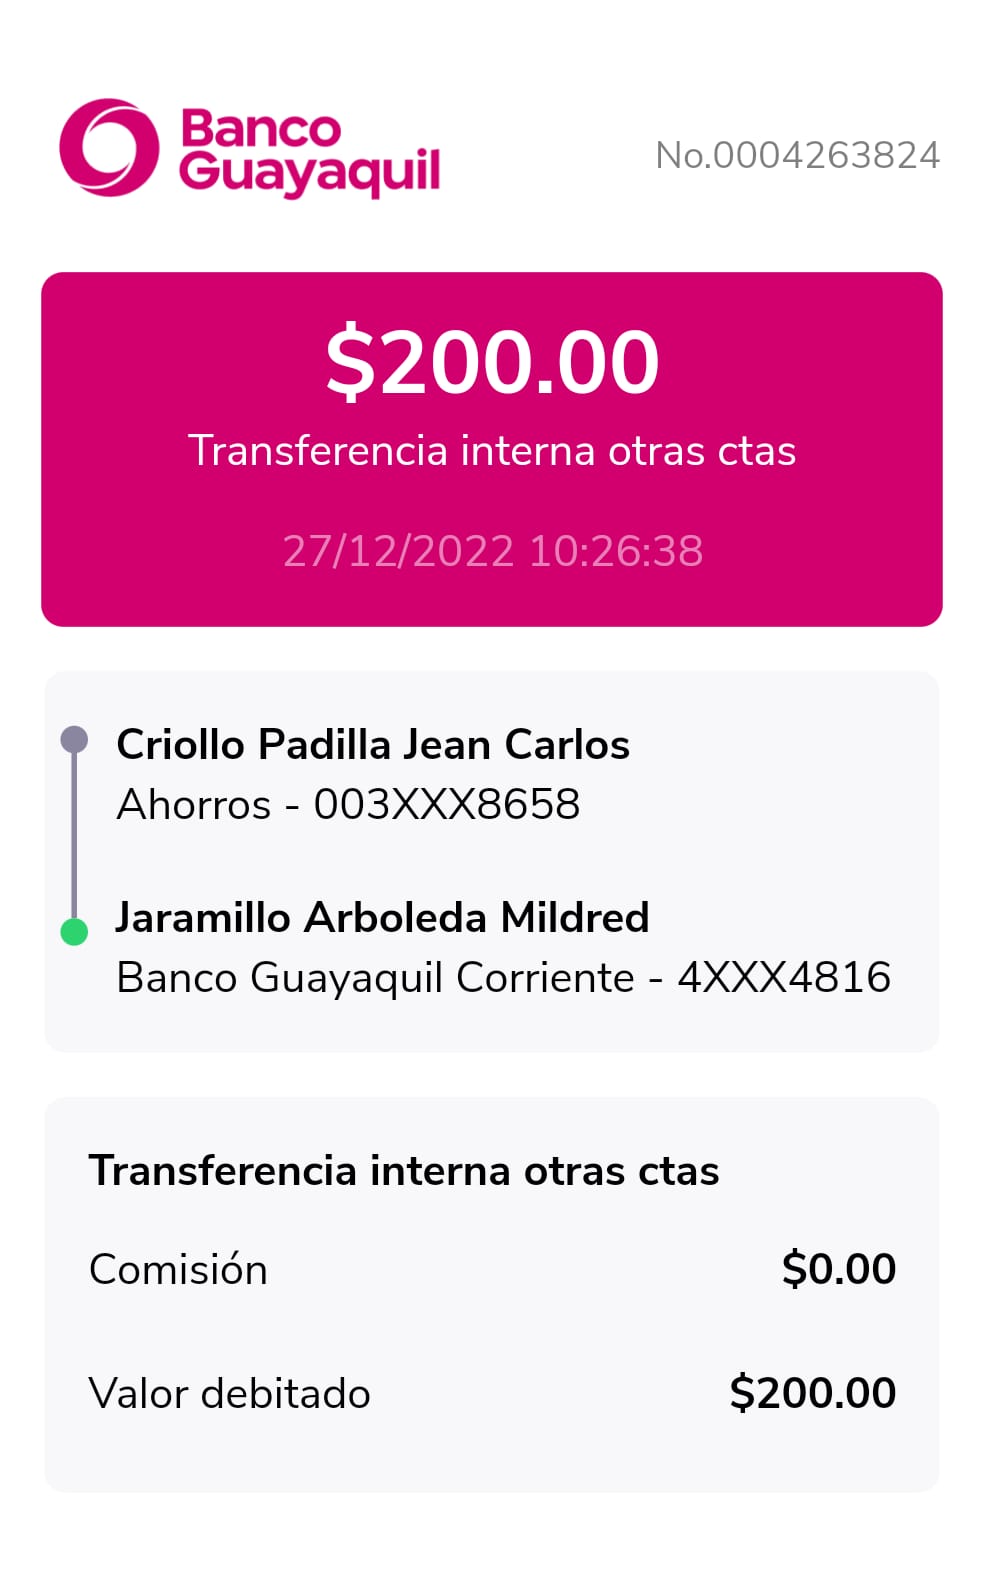 Banco
Guayaquil
No.0004263824
$200.00
Transferencia interna otras ctas
27/12/2022 10:26:38
Criollo Padilla Jean Carlos
Ahorros - 003XXX8658
Jaramillo Arboleda Mildred
Banco Guayaquil Corriente - 4XXX4816
Transferencia interna otras ctas
Comisión $0.00
Valor debitado $200.00